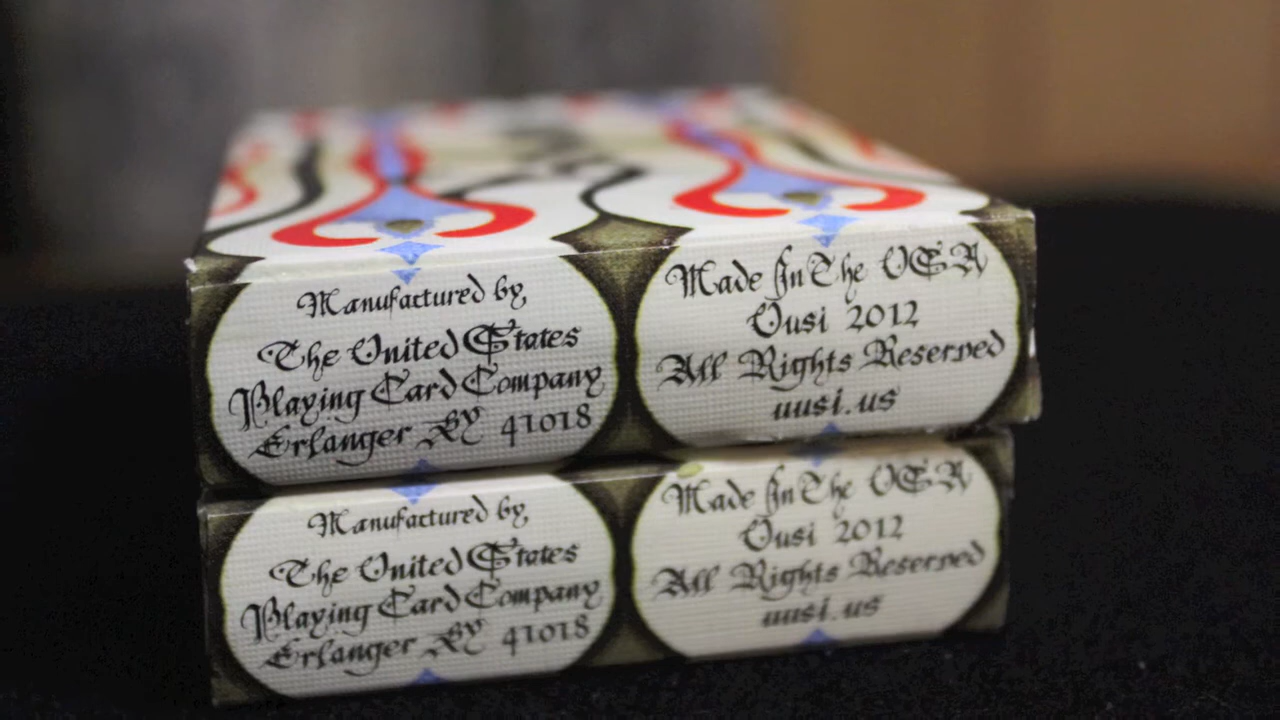 Manufactured by
The United States
Playing Card Company
Erlanger KY 41018
Made In The USA
Uusi 2012
All Rights Reserved
uusi.us
Manufactured by
The United States
Playing Card Company
Erlanger KY 41018
Made In The USA
Uusi 2012
All Rights Reserved
uusi.us